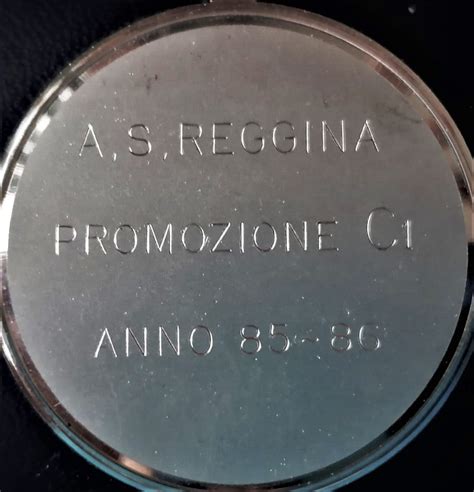 A.S. REGGINA
PROMOZIONE C1
ANNO 85-86